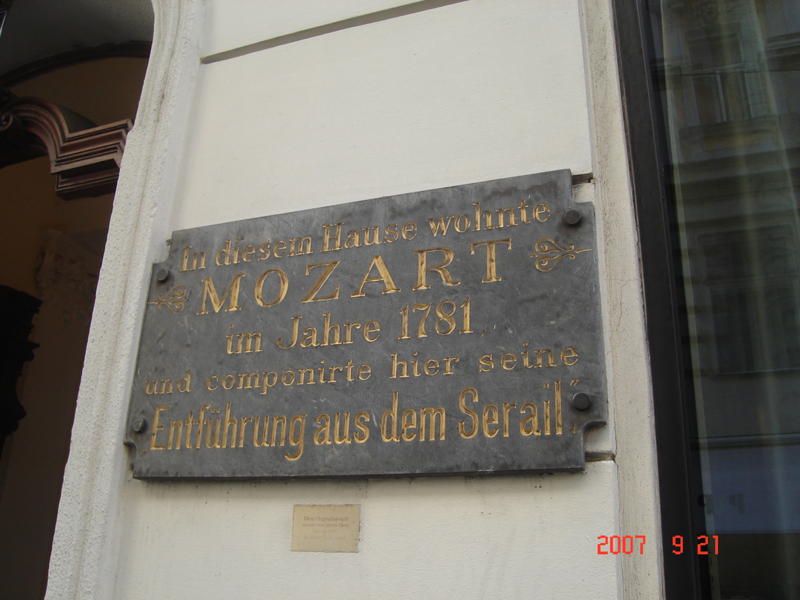 In diesem Hause wohnte
MOZART
im Jahre 1781
und componirte hier seine
„Entführung aus dem Serail“
2007 9 21